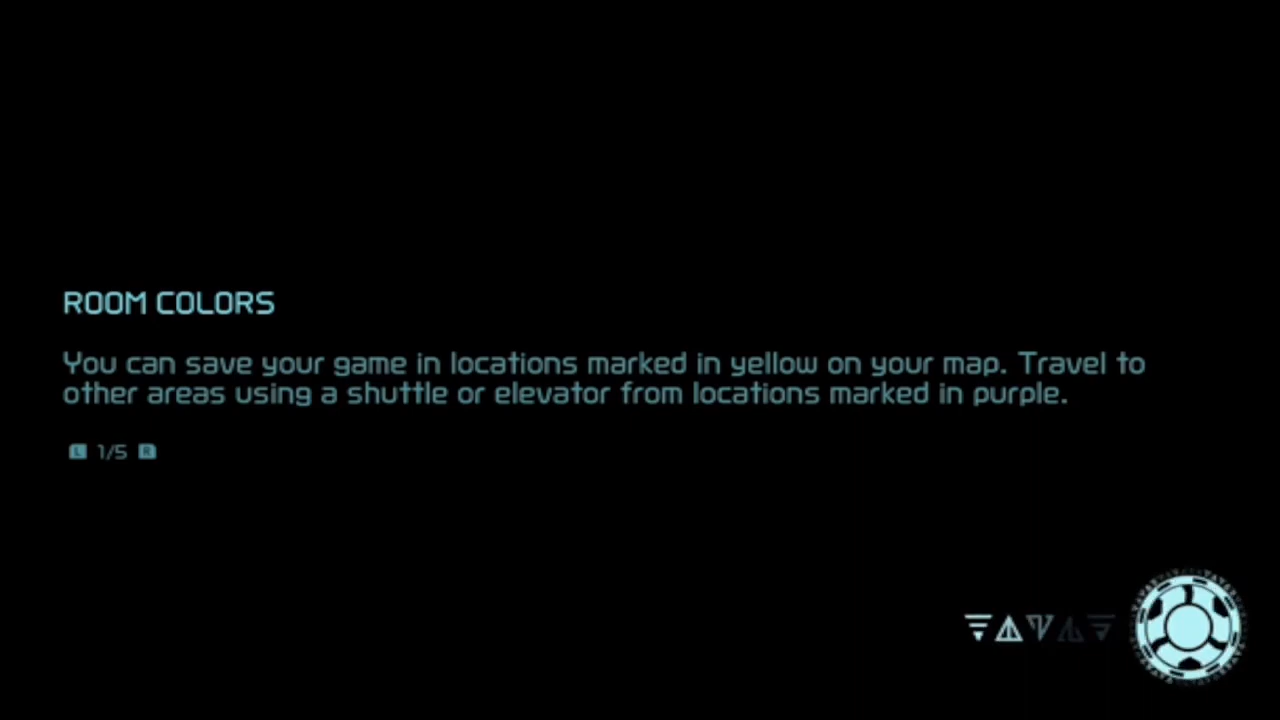 ROOM COLORS
You can save your game in locations marked in yellow on your map. Travel to
other areas using a shuttle or elevator from locations marked in purple.
L 1/5 R